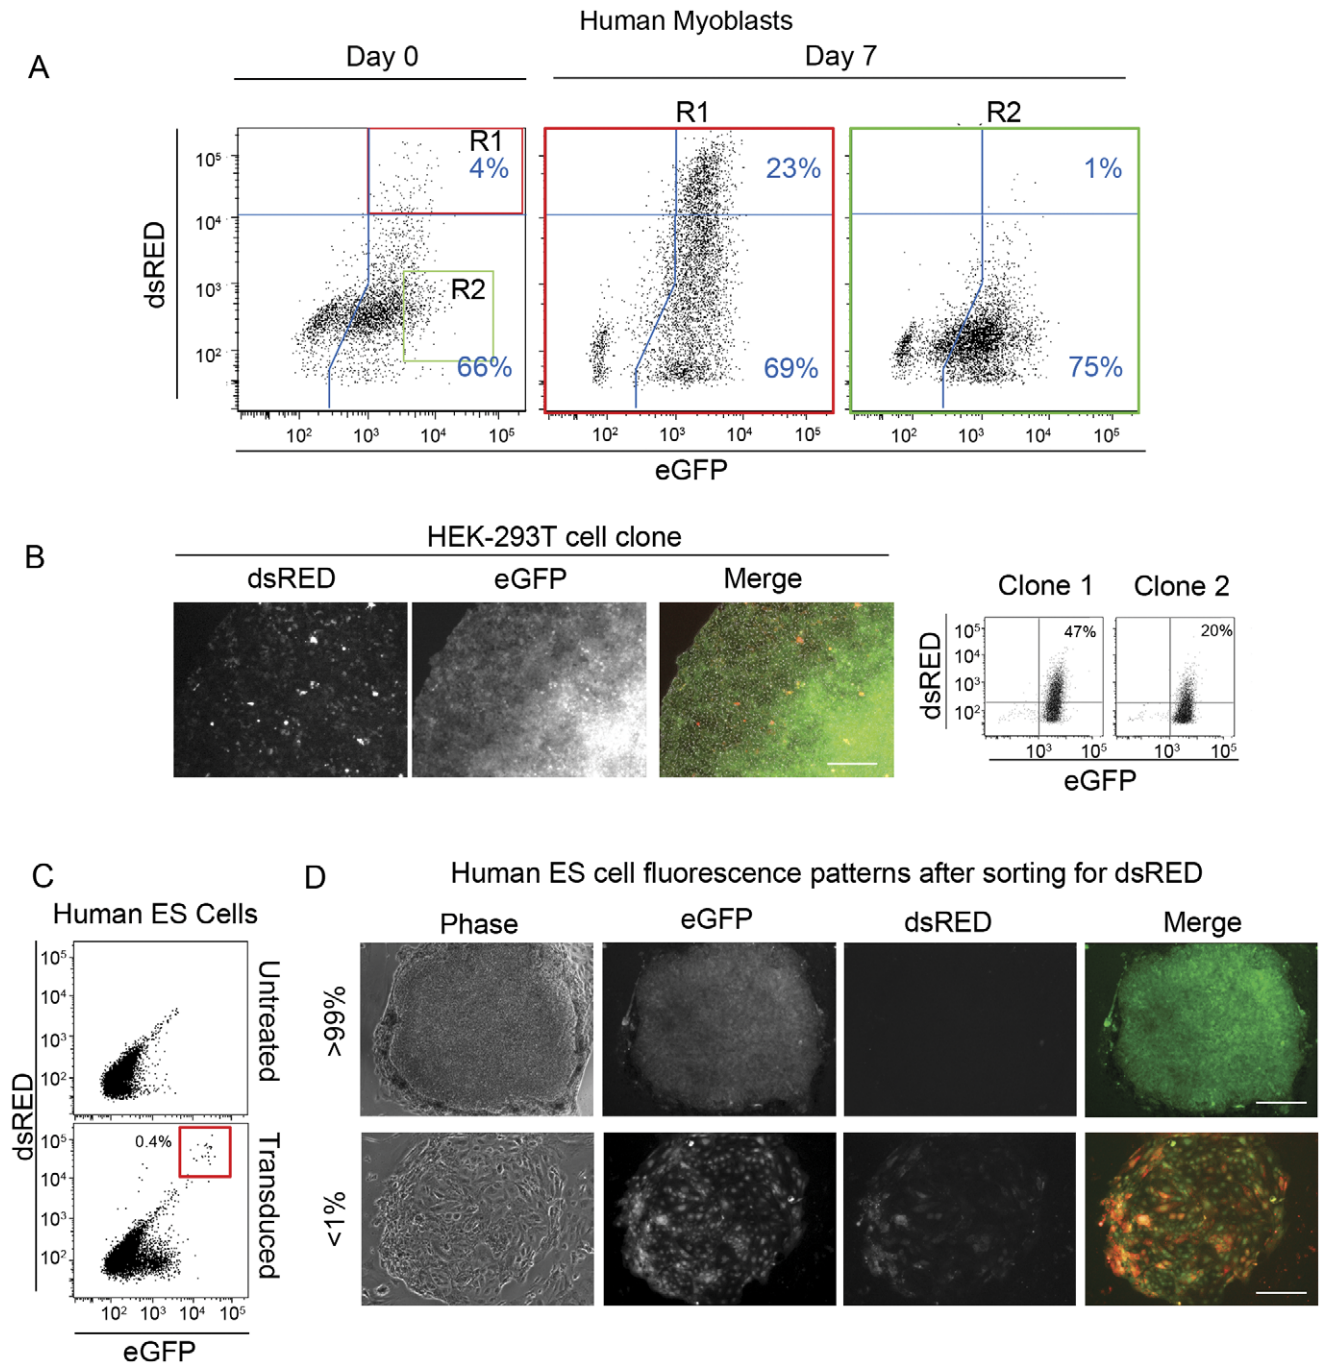 Human Myoblasts
A
Day 0
Day 7
R1
R2
dsRED
10⁵
10⁴
10³
10²
R1
4%
R2
66%
23%
69%
1%
75%
10² 10³ 10⁴ 10⁵
10² 10³ 10⁴ 10⁵
10² 10³ 10⁴ 10⁵
eGFP
B
HEK-293T cell clone
dsRED eGFP Merge
Clone 1 Clone 2
dsRED
10⁵
10⁴
10³
10²
47%
20%
10³ 10⁵
10³ 10⁵
eGFP
C
Human ES Cells
dsRED
10⁵
10⁴
10³
10²
Untreated
10⁵
10⁴
10³
10²
0.4%
Transduced
10² 10³ 10⁴ 10⁵
eGFP
D
Human ES cell fluorescence patterns after sorting for dsRED
Phase eGFP dsRED Merge
>99%
<1%